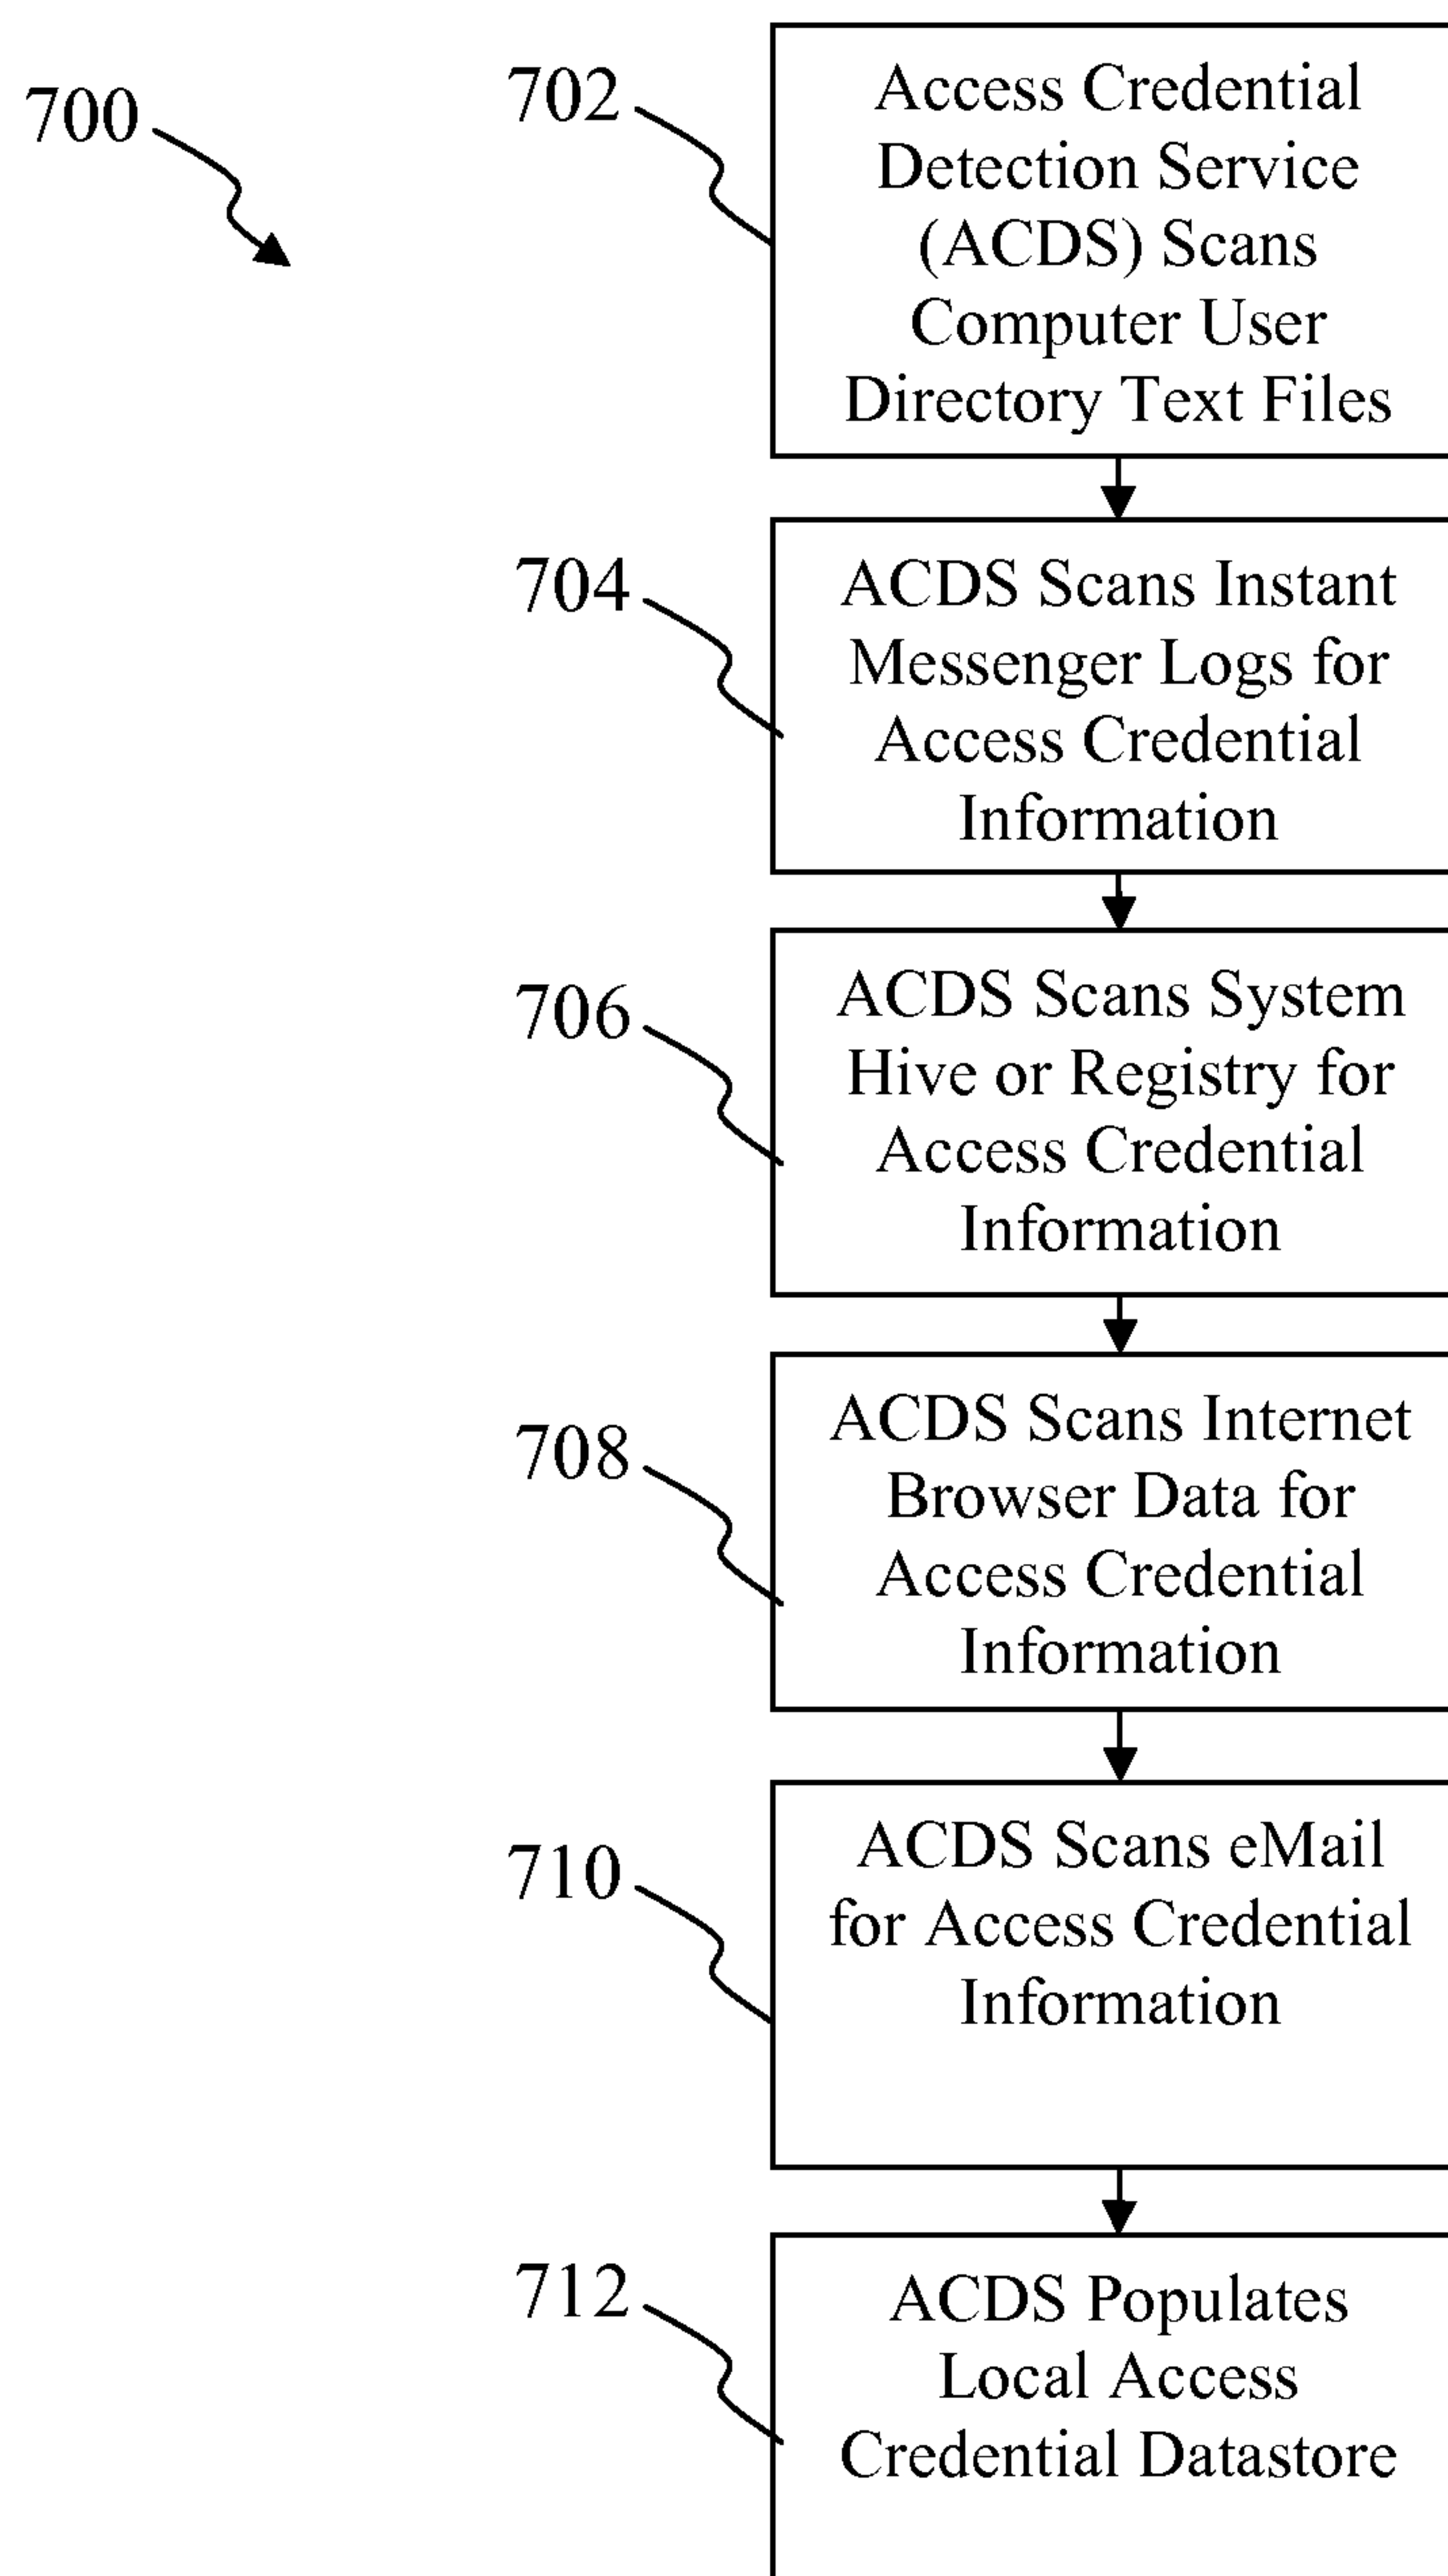 700
702
Access Credential
Detection Service
(ACDS) Scans
Computer User
Directory Text Files
704
ACDS Scans Instant
Messenger Logs for
Access Credential
Information
706
ACDS Scans System
Hive or Registry for
Access Credential
Information
708
ACDS Scans Internet
Browser Data for
Access Credential
Information
710
ACDS Scans eMail
for Access Credential
Information
712
ACDS Populates
Local Access
Credential Datastore